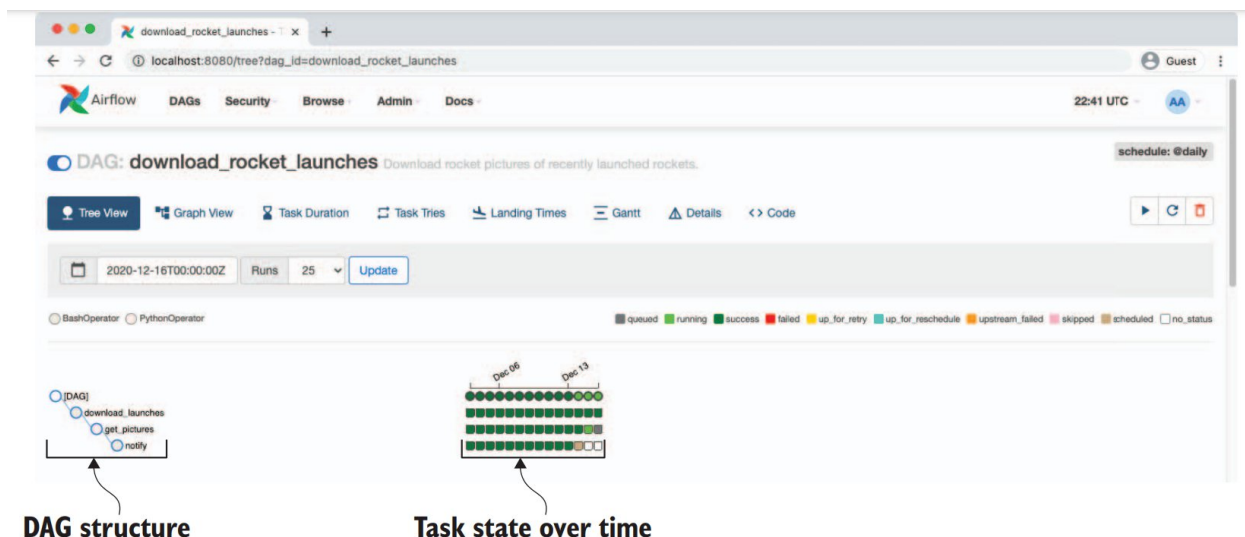 download_rocket_launches - T
localhost:8080/tree?dag_id=download_rocket_launches
Guest
Airflow DAGs Security Browse Admin Docs
22:41 UTC AA
DAG: download_rocket_launches Download rocket pictures of recently launched rockets.
schedule: @daily
Tree View Graph View Task Duration Task Tries Landing Times Gantt Details <> Code
2020-12-16T00:00:00Z Runs 25 Update
BashOperator PythonOperator
queued running success failed up_for_retry up_for_reschedule upstream_failed skipped scheduled no_status
Dec 06 Dec 13
[DAG]
download_launches
get_pictures
notify
DAG structure Task state over time